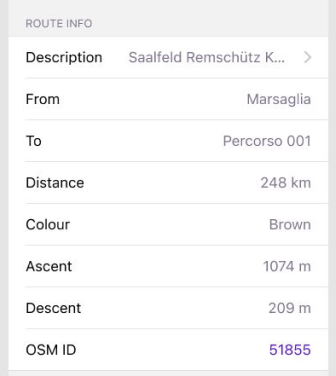 ROUTE INFO
Description Saalfeld Remschütz K...
From Marsaglia
To Percorso 001
Distance 248 km
Colour Brown
Ascent 1074 m
Descent 209 m
OSM ID 51855